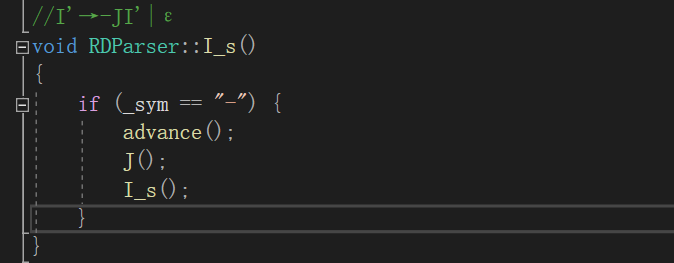 //I'→-JI'|ε
void RDParser::I_s()
{
if (_sym == "-") {
advance();
J();
I_s();
}
}